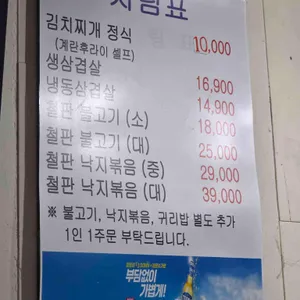 차림표
김치찌개 정식 10,000
(계란후라이 셀프)
생삼겹살 16,900
냉동삼겹살 14,900
철판 불고기 (소) 18,000
철판 불고기 (대) 25,000
철판 낙지볶음 (중) 29,000
철판 낙지볶음 (대) 39,000
※ 불고기, 낙지볶음, 귀리밥 별도 추가
1인 1주문 부탁드립니다.
부담없이
가볍게!